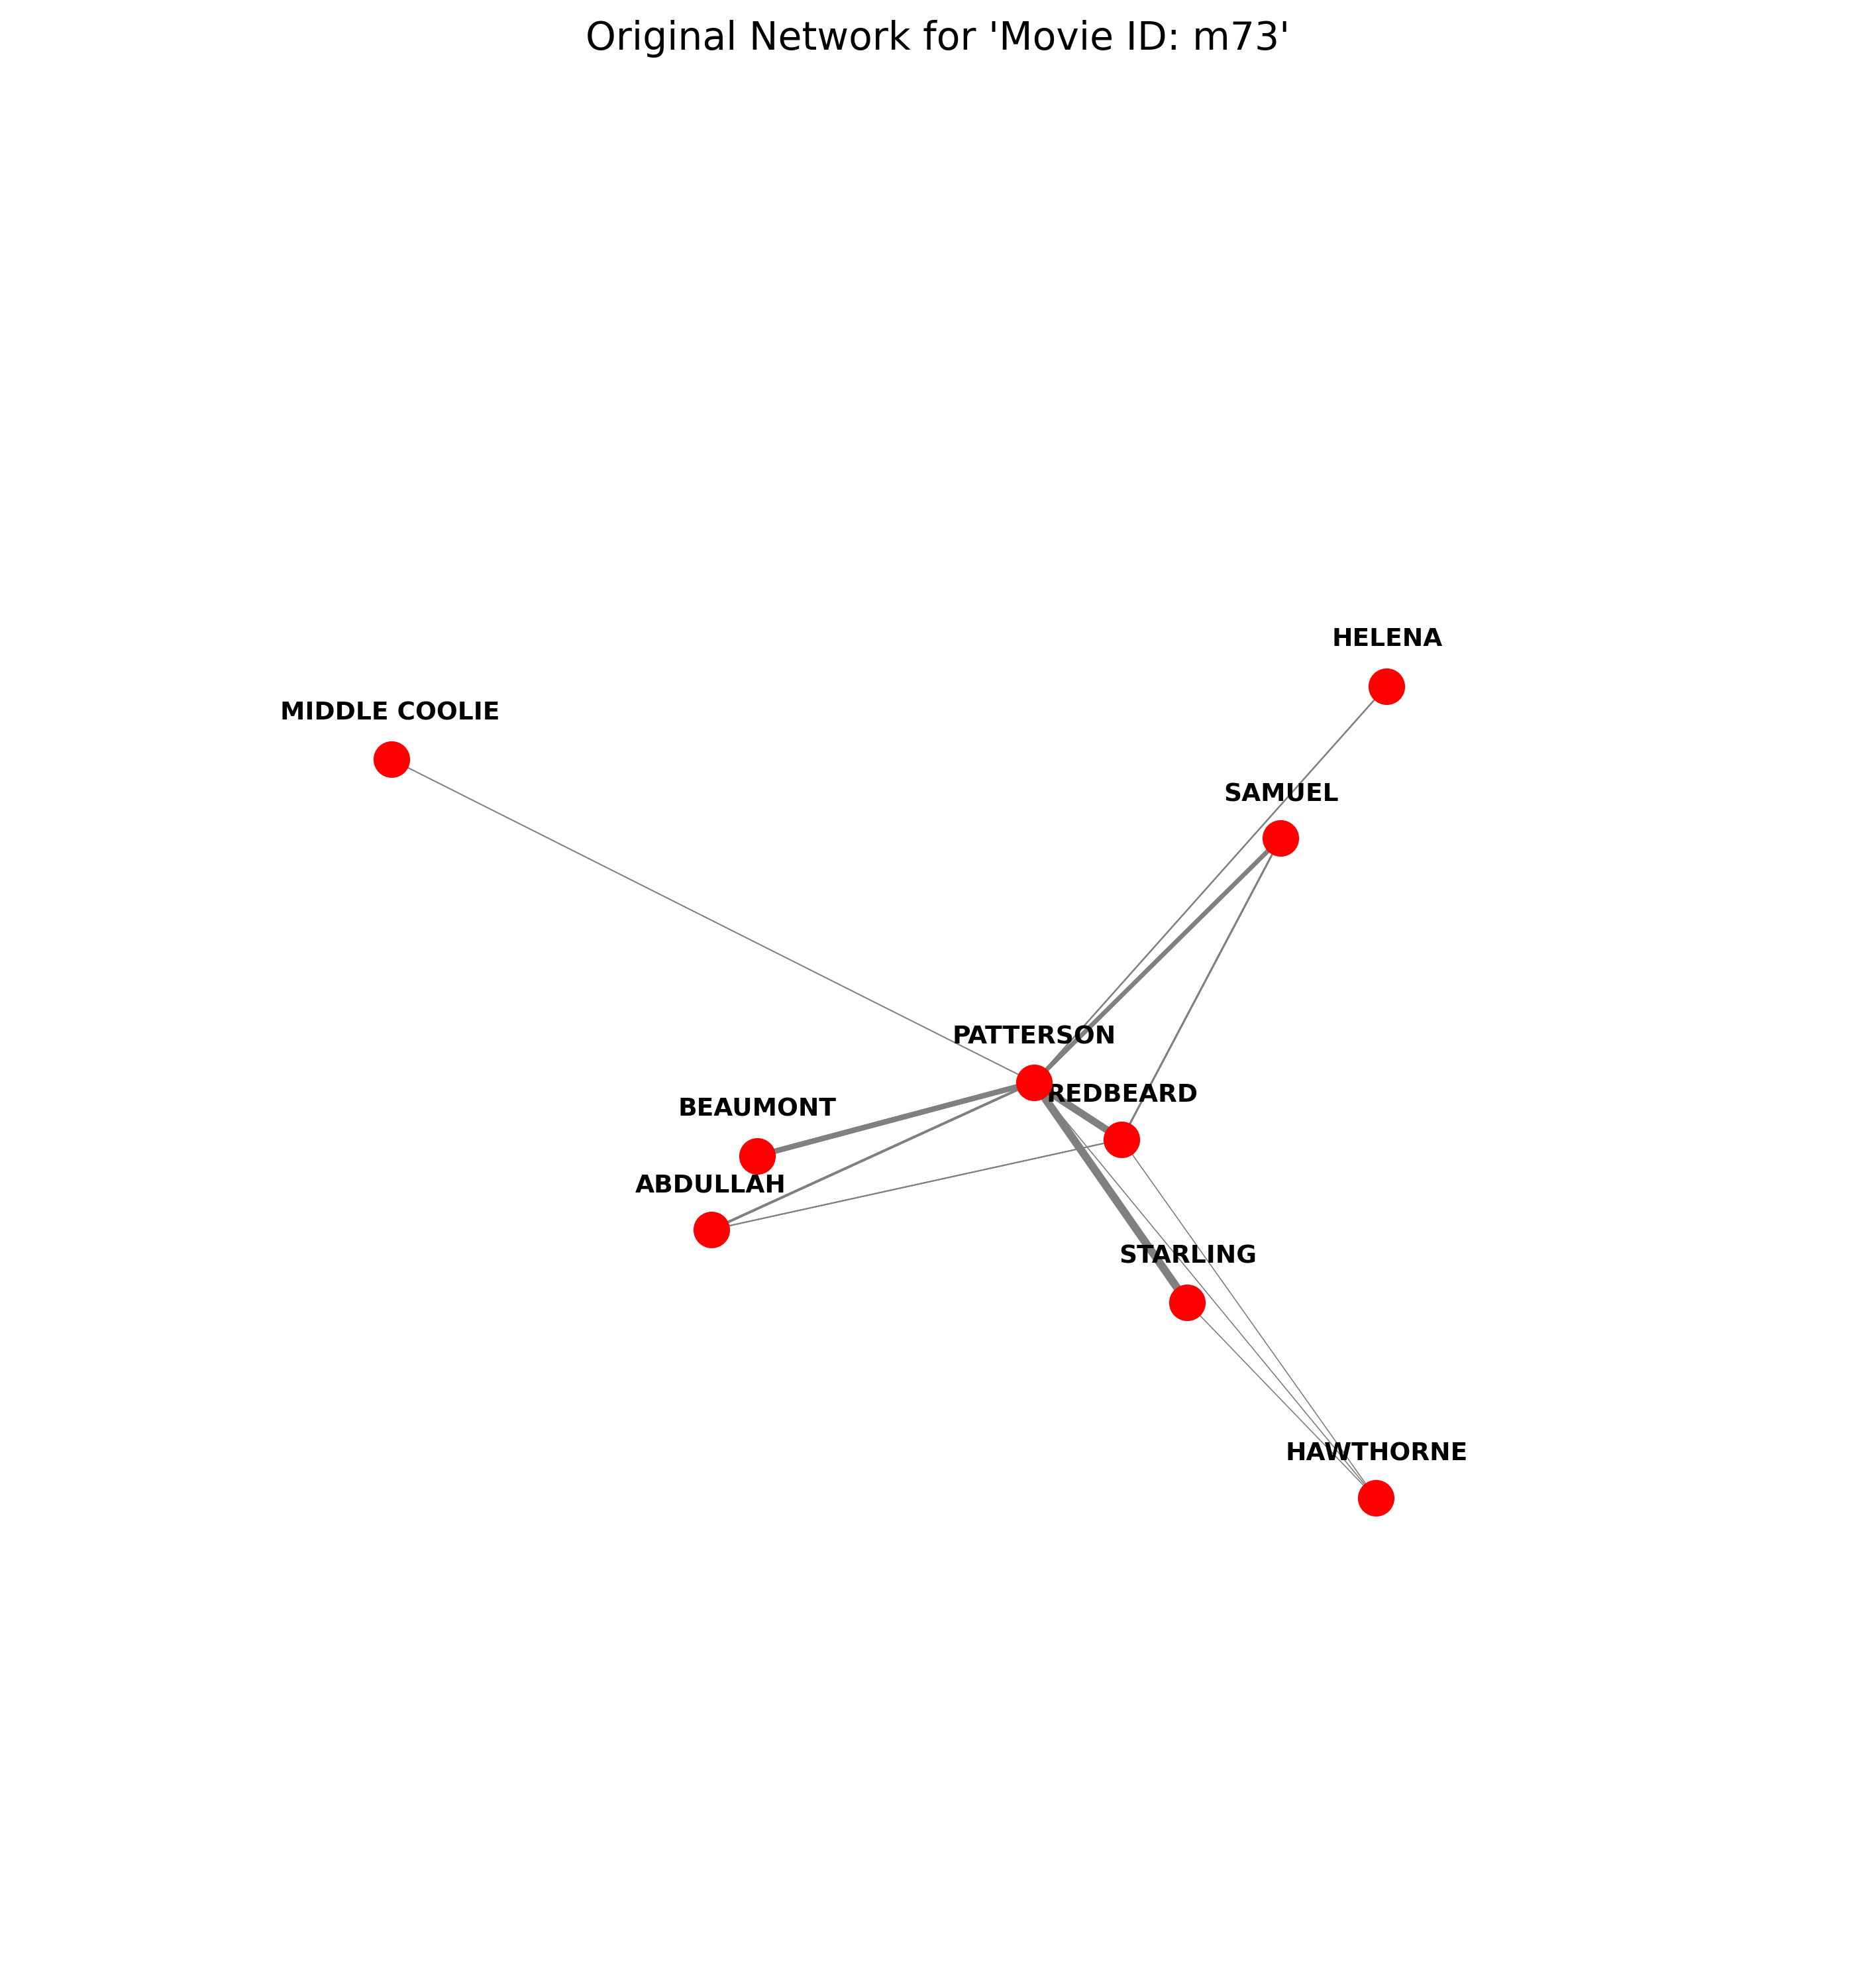 Original Network for 'Movie ID: m73'
HELENA
MIDDLE COOLIE
SAMUEL
PATTERSON
REDBEARD
BEAUMONT
ABDULLAH
STARLING
HAWTHORNE